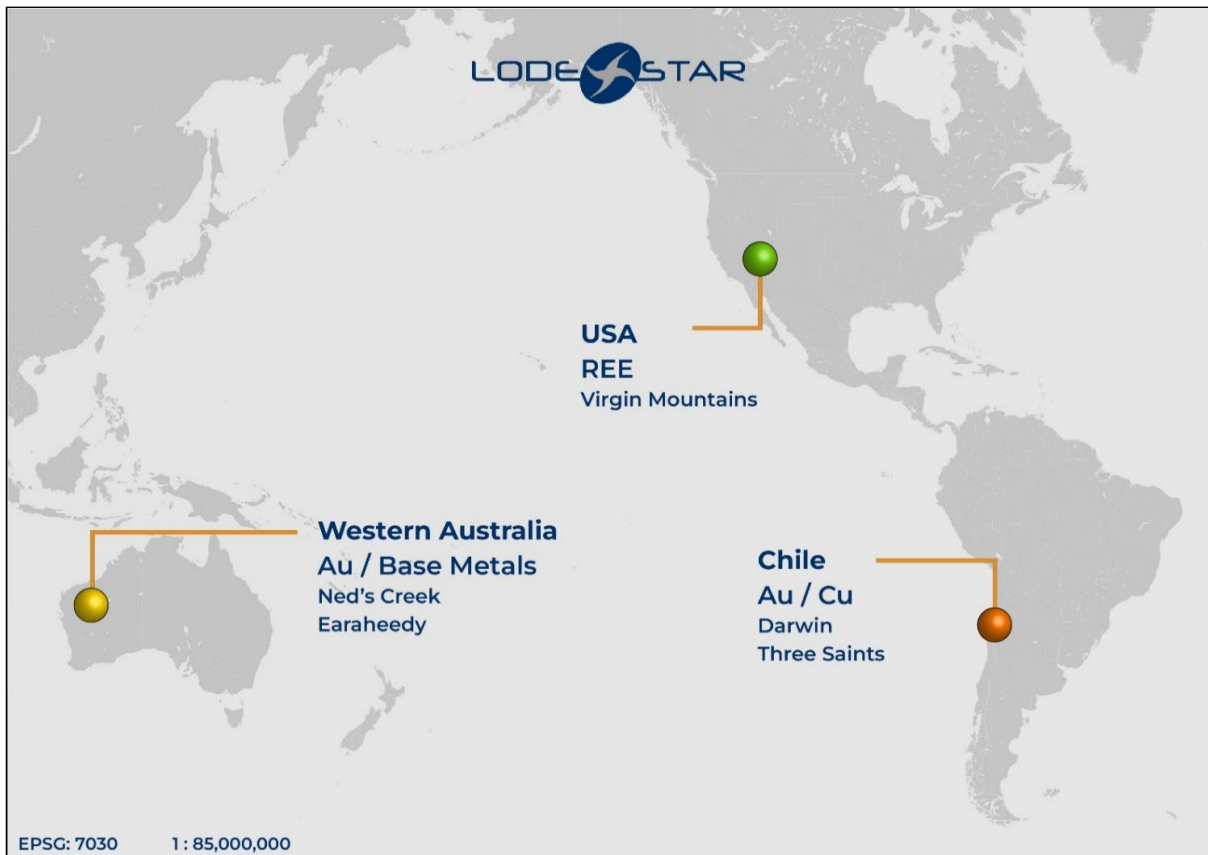 LODESTAR
USA
REE
Virgin Mountains
Western Australia
Au / Base Metals
Ned's Creek
Earaheedy
Chile
Au / Cu
Darwin
Three Saints
EPSG: 7030 1 : 85,000,000